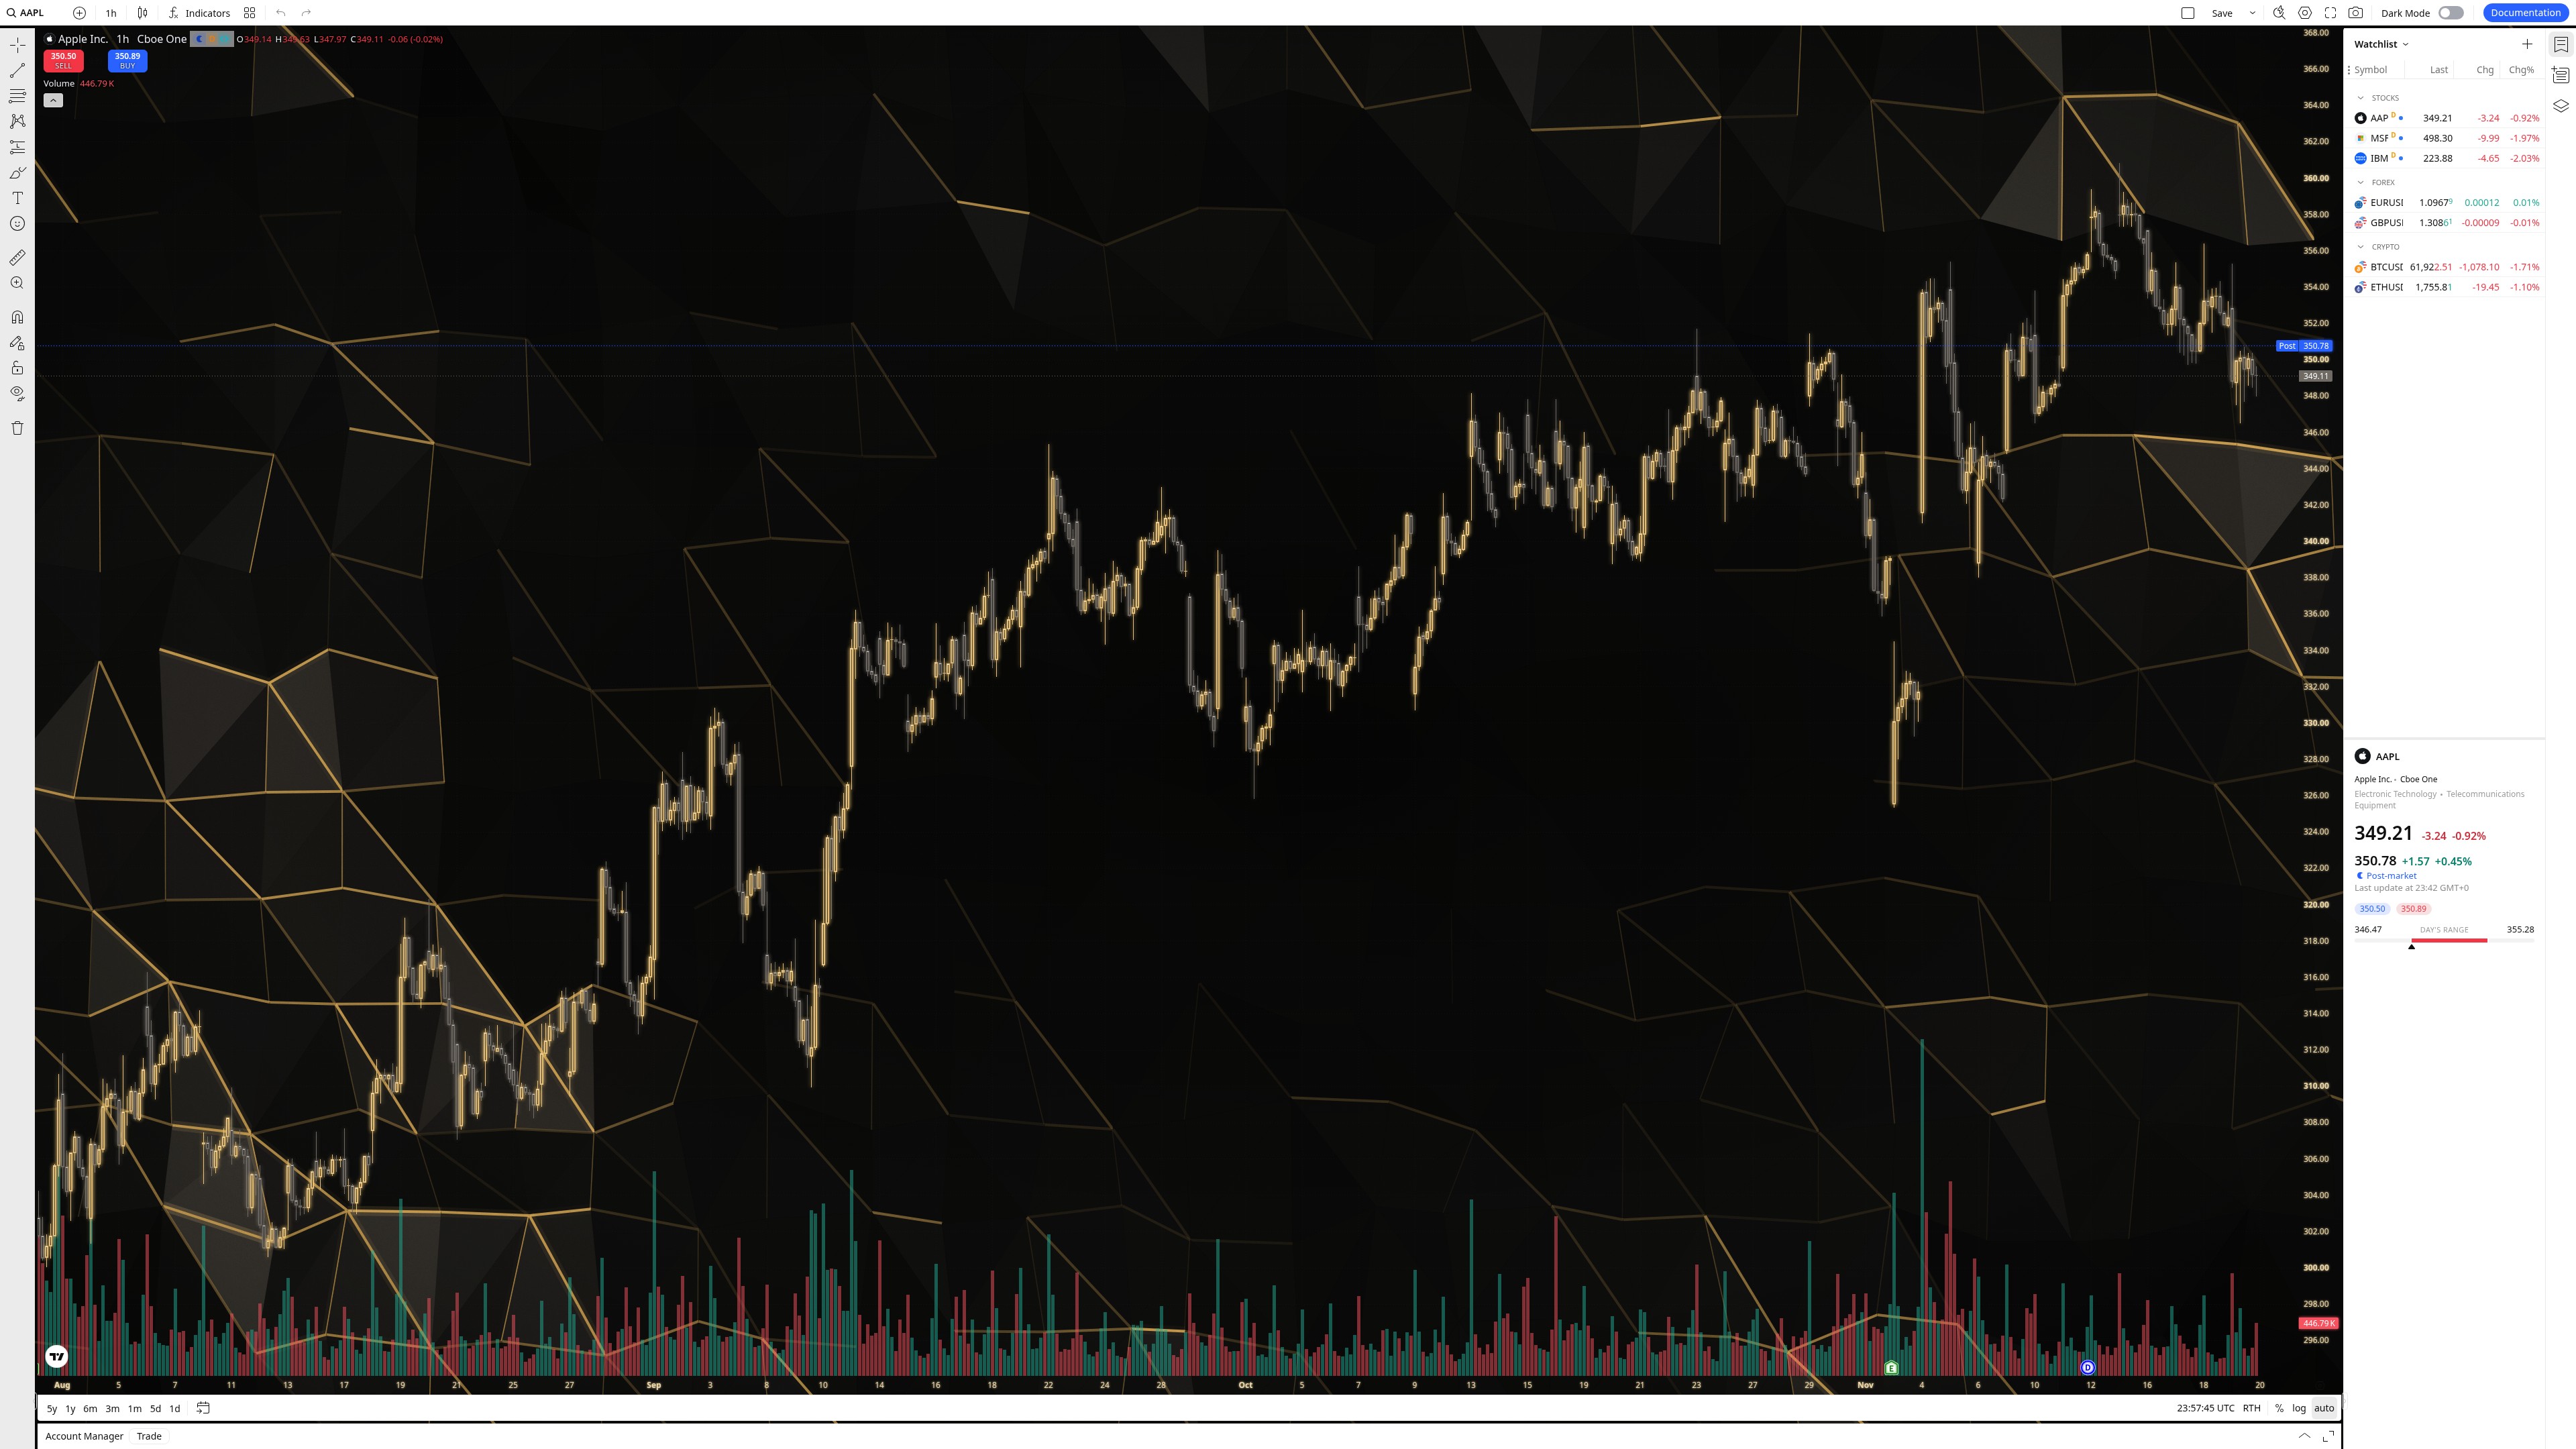 AAPL 1h Indicators Save Dark Mode Documentation
Apple Inc. 1h Cboe One O349.14 H349.63 L347.97 C349.11 -0.06 (-0.02%)
350.50 350.89
SELL BUY
Volume 446.79 K
368.00
366.00
364.00
362.00
360.00
358.00
356.00
354.00
352.00
Post 350.78
350.00
349.11
348.00
346.00
344.00
342.00
340.00
338.00
336.00
334.00
332.00
330.00
328.00
326.00
324.00
322.00
320.00
318.00
316.00
314.00
312.00
310.00
308.00
306.00
304.00
302.00
300.00
298.00
446.79 K
296.00
E D
Aug 5 7 11 13 17 19 21 25 27 Sep 3 8 10 14 16 18 22 24 28 Oct 5 7 9 13 15 19 21 23 27 29 Nov 4 6 10 12 16 18 20
5y 1y 6m 3m 1m 5d 1d 23:57:45 UTC RTH % log auto
Account Manager Trade
Watchlist
Symbol Last Chg Chg%
STOCKS
AAP D 349.21 -3.24 -0.92%
MSF D 498.30 -9.99 -1.97%
IBM D 223.88 -4.65 -2.03%
FOREX
EURUSI 1.09679 0.00012 0.01%
GBPUSI 1.30861 -0.00009 -0.01%
CRYPTO
BTCUSI 61,922.51 -1,078.10 -1.71%
ETHUSI 1,755.81 -19.45 -1.10%
AAPL
Apple Inc. • Cboe One
Electronic Technology • Telecommunications
Equipment
349.21 -3.24 -0.92%
350.78 +1.57 +0.45%
Post-market
Last update at 23:42 GMT+0
350.50 350.89
346.47 DAY'S RANGE 355.28